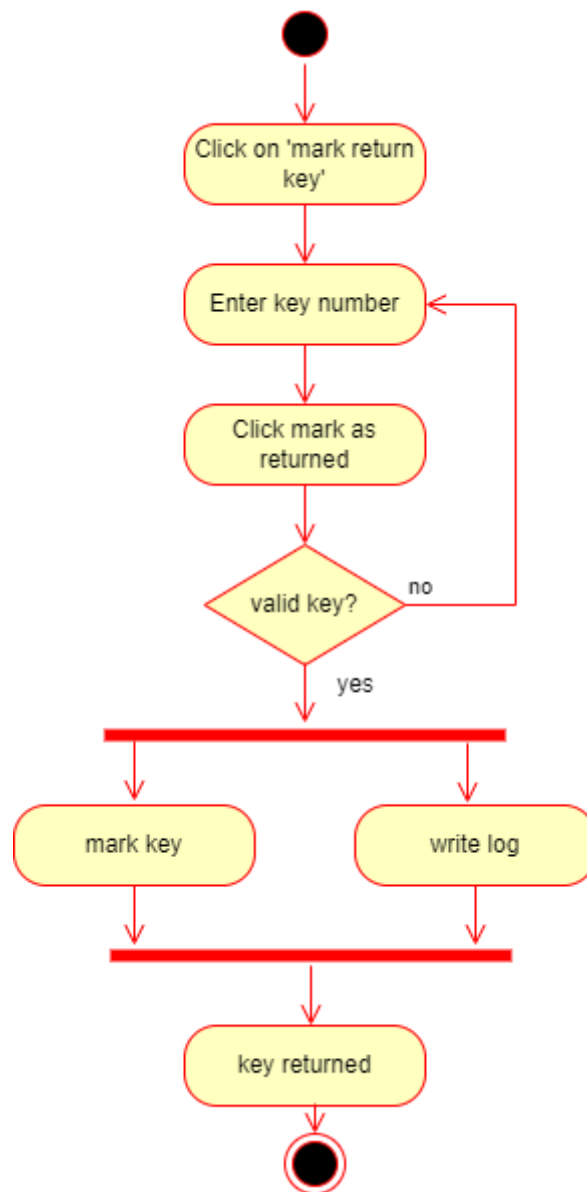 Click on 'mark return
key'
Enter key number
Click mark as
returned
valid key?
no
yes
mark key
write log
key returned